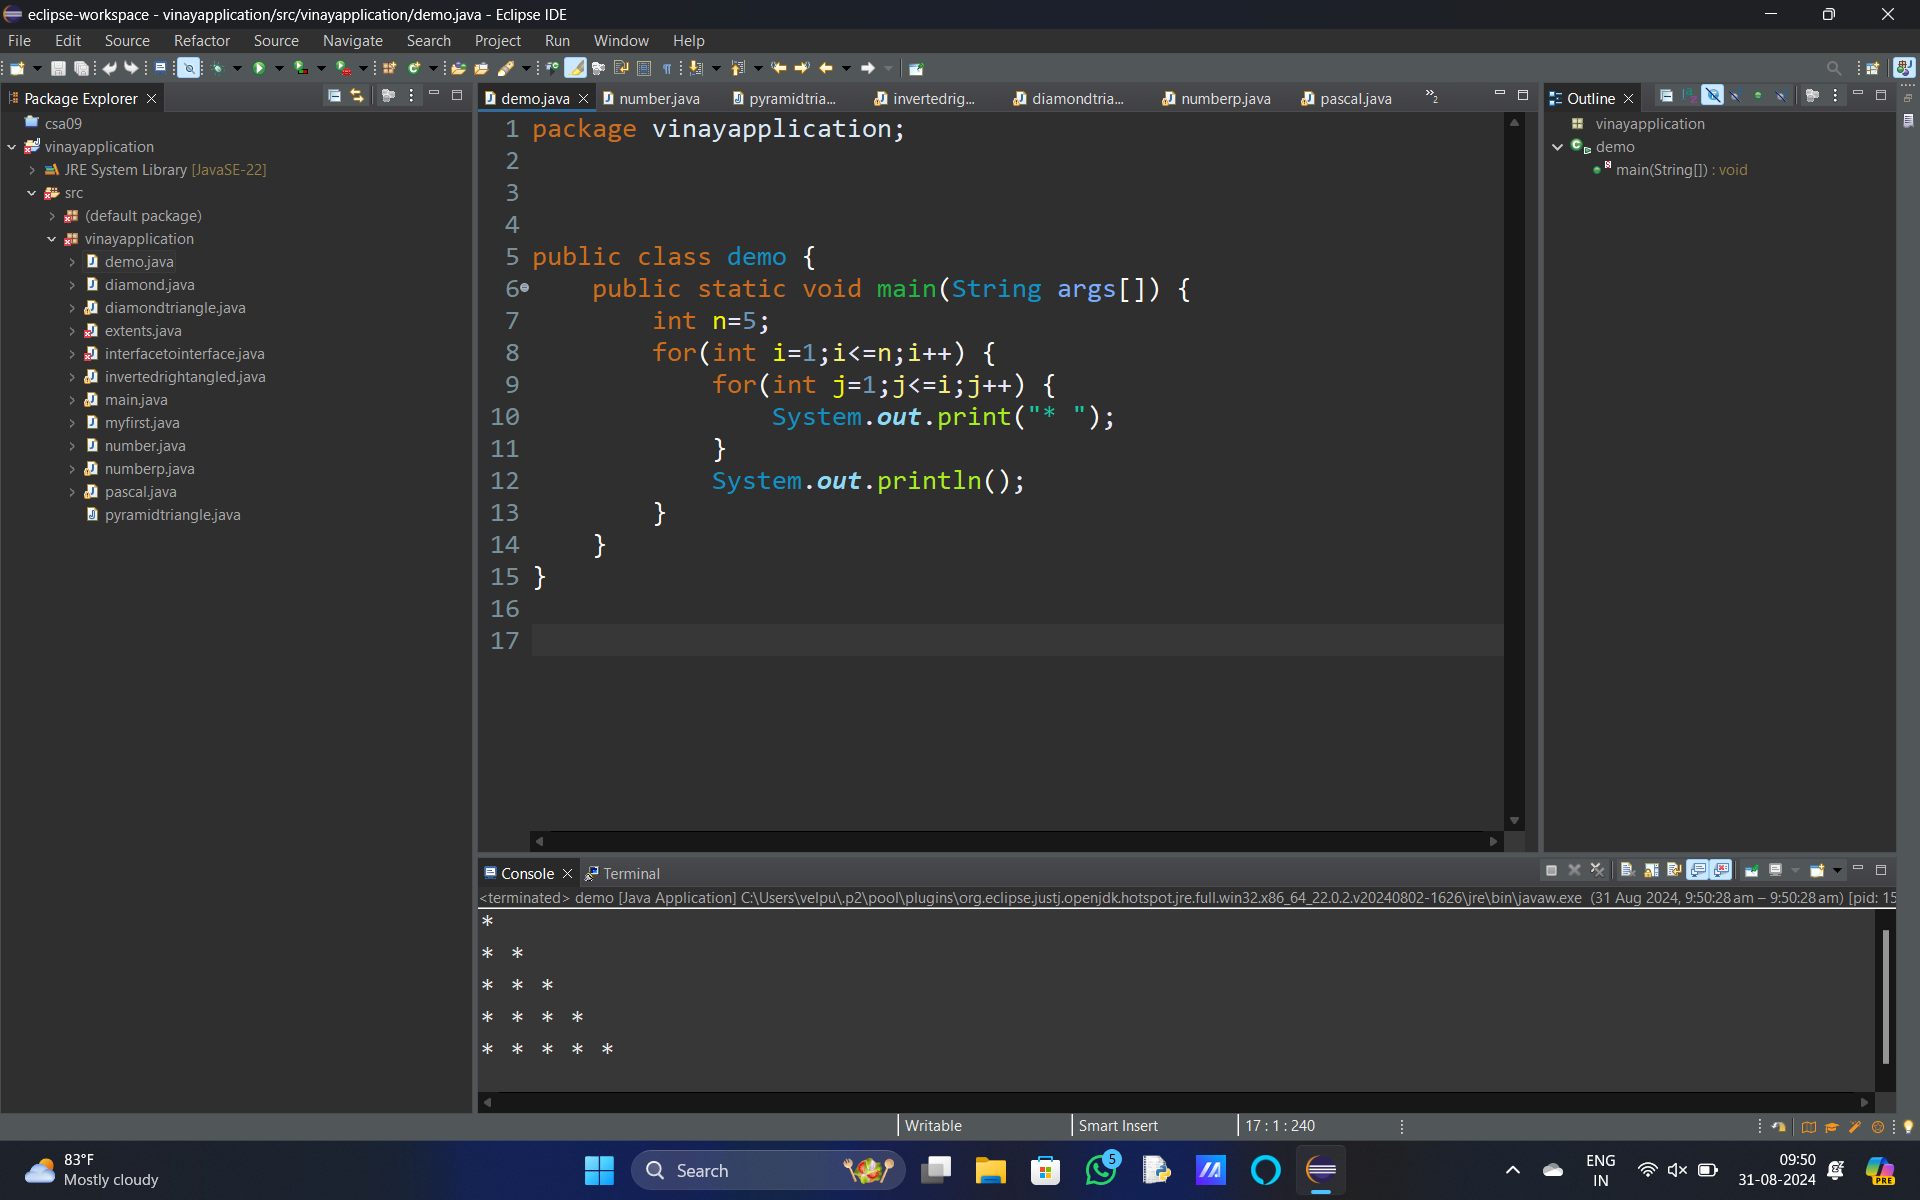 eclipse-workspace - vinayapplication/src/vinayapplication/demo.java - Eclipse IDE
File Edit Source Refactor Source Navigate Search Project Run Window Help
Package Explorer
csa09
vinayapplication
JRE System Library [JavaSE-22]
src
(default package)
vinayapplication
demo.java
diamond.java
diamondtriangle.java
extents.java
interfacetointerface.java
invertedrightangled.java
main.java
myfirst.java
number.java
numberp.java
pascal.java
pyramidtriangle.java
demo.java number.java pyramidtria... invertedrig... diamondtria... numberp.java pascal.java »2
1 package vinayapplication;
2
3
4
5 public class demo {
6 public static void main(String args[]) {
7 int n=5;
8 for(int i=1;i<=n;i++) {
9 for(int j=1;j<=i;j++) {
10 System.out.print("* ");
11 }
12 System.out.println();
13 }
14 }
15 }
16
17
Outline
vinayapplication
demo
main(String[]) : void
Console Terminal
<terminated> demo [Java Application] C:\Users\velpu\.p2\pool\plugins\org.eclipse.justj.openjdk.hotspot.jre.full.win32.x86_64_22.0.2.v20240802-1626\jre\bin\javaw.exe (31 Aug 2024, 9:50:28 am – 9:50:28 am) [pid: 15
*
* *
* * *
* * * *
* * * * *
Writable Smart Insert 17 : 1 : 240
83°F
Mostly cloudy
Search
5
ENG
IN
09:50
31-08-2024
PRE